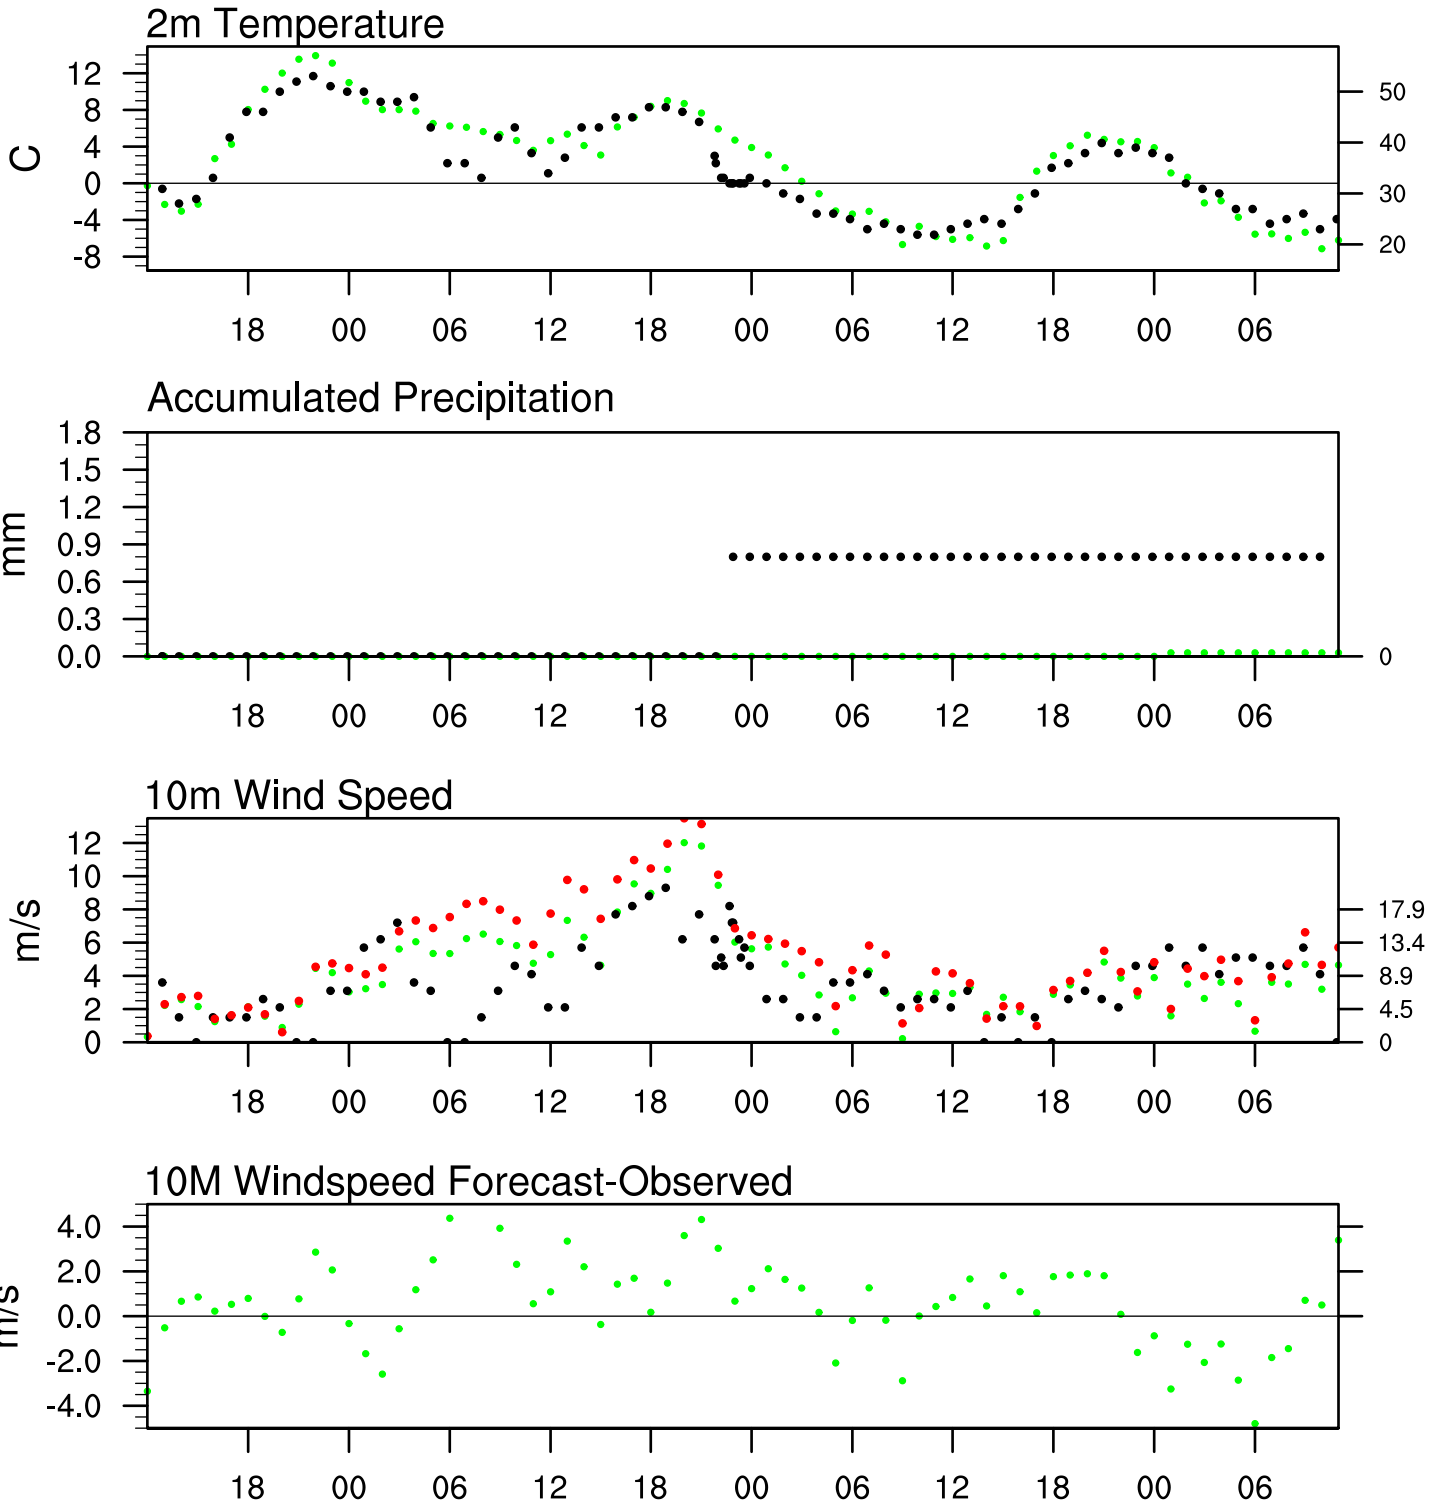 2m Temperature
12
8
4
0
-4
-8
C
50
40
30
20
18 00 06 12 18 00 06 12 18 00 06
Accumulated Precipitation
1.8
1.5
1.2
0.9
0.6
0.3
0.0
mm
0
18 00 06 12 18 00 06 12 18 00 06
10m Wind Speed
12
10
8
6
4
2
0
m/s
17.9
13.4
8.9
4.5
0
18 00 06 12 18 00 06 12 18 00 06
10M Windspeed Forecast-Observed
4.0
2.0
0.0
-2.0
-4.0
m/s
18 00 06 12 18 00 06 12 18 00 06